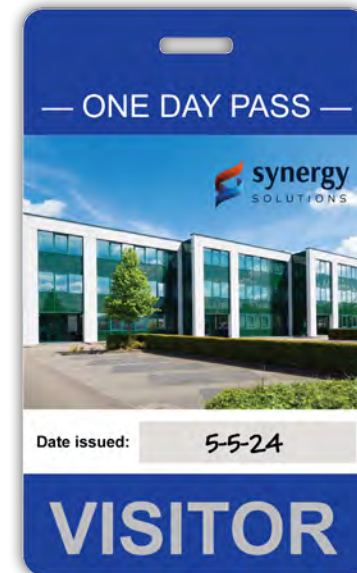 — ONE DAY PASS —
synergy
SOLUTIONS
Date issued: 5-5-24
VISITOR